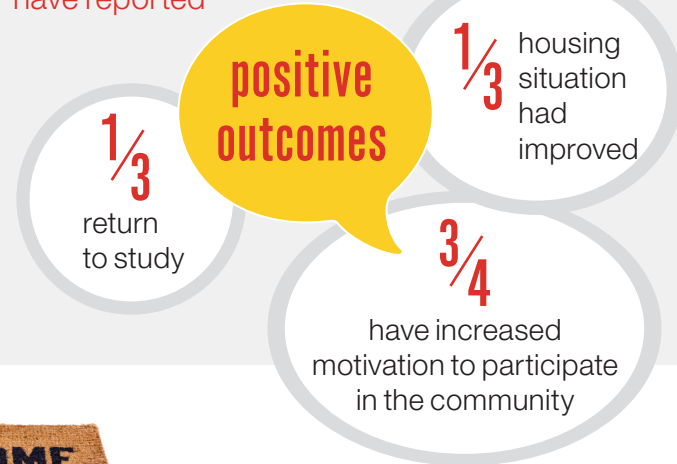 have reported
positive
outcomes
1/3
housing
situation
had
improved
1/3
return
to study
3/4
have increased
motivation to participate
in the community